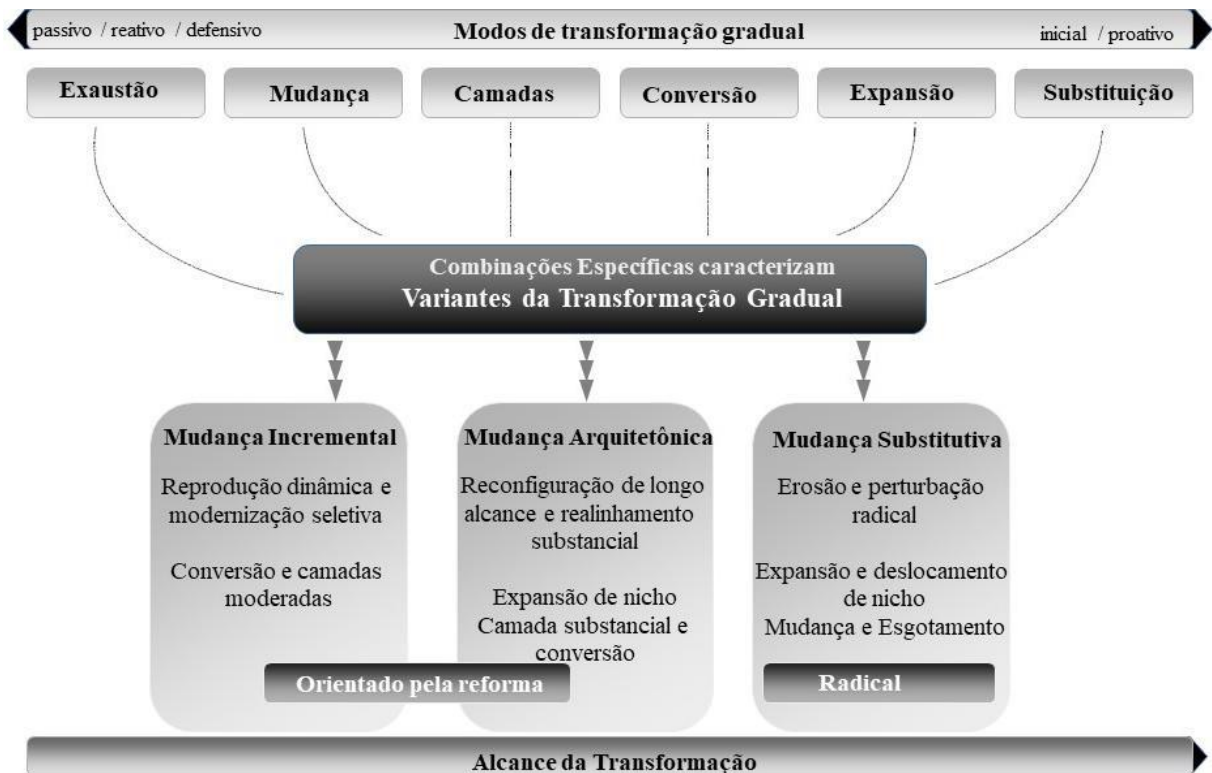 passivo / reativo / defensivo
Modos de transformação gradual
inicial / proativo
Exaustão
Mudança
Camadas
Conversão
Expansão
Substituição
Combinações Específicas caracterizam
Variantes da Transformação Gradual
Mudança Incremental
Reprodução dinâmica e
modernização seletiva
Conversão e camadas
moderadas
Mudança Arquitetônica
Reconfiguração de longo
alcance e realinhamento
substancial
Expansão de nicho
Camada substancial e
conversão
Mudança Substitutiva
Erosão e perturbação
radical
Expansão e deslocamento
de nicho
Mudança e Esgotamento
Orientado pela reforma
Radical
Alcance da Transformação